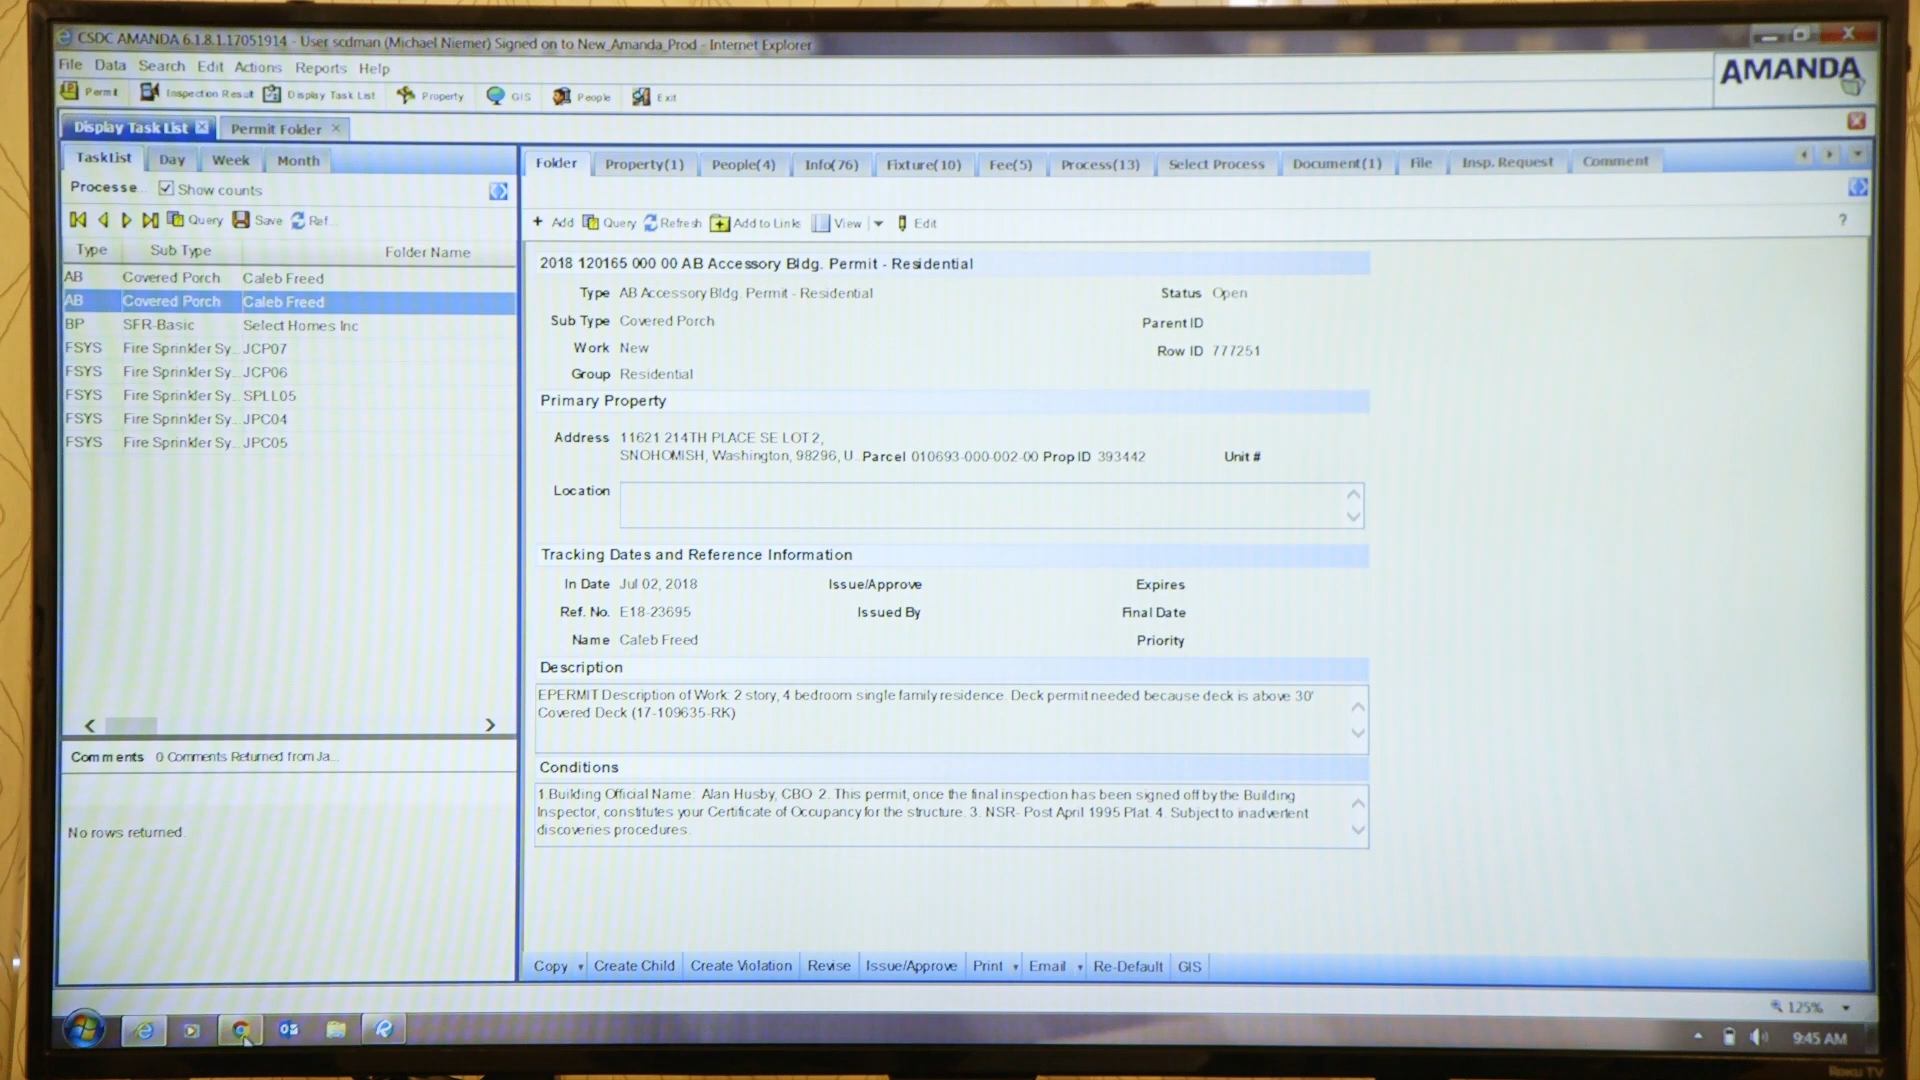 CSDC AMANDA 6.1.8.1.17051914 - User scdman (Michael Niemer) Signed on to New_Amanda_Prod - Internet Explorer
File Data Search Edit Actions Reports Help
AMANDA
Permit Inspection Result Display Task List Property GIS People Exit
Display Task List Permit Folder
TaskList Day Week Month
Folder Property(1) People(4) Info(76) Fixture(10) Fee(5) Process(13) Select Process Document(1) File Insp. Request Comment
Processe... Show counts
Query Save Ref...
+ Add Query Refresh Add to Links View Edit ?
Type Sub Type Folder Name
AB Covered Porch Caleb Freed
AB Covered Porch Caleb Freed
BP SFR-Basic Select Homes Inc
FSYS Fire Sprinkler Sy... JCP07
FSYS Fire Sprinkler Sy... JCP06
FSYS Fire Sprinkler Sy... SPLL05
FSYS Fire Sprinkler Sy... JPC04
FSYS Fire Sprinkler Sy... JPC05
Comments 0 Comments Returned from Ja...
No rows returned.
2018 120165 000 00 AB Accessory Bldg. Permit - Residential
Type AB Accessory Bldg. Permit - Residential Status Open
Sub Type Covered Porch Parent ID
Work New Row ID 777251
Group Residential
Primary Property
Address 11621 214TH PLACE SE LOT 2,
SNOHOMISH, Washington, 98296, U... Parcel 010693-000-002-00 Prop ID 393442 Unit #
Location
Tracking Dates and Reference Information
In Date Jul 02, 2018 Issue/Approve Expires
Ref. No. E18-23695 Issued By Final Date
Name Caleb Freed Priority
Description
EPERMIT Description of Work: 2 story, 4 bedroom single family residence. Deck permit needed because deck is above 30'
Covered Deck (17-109635-RK)
Conditions
1.Building Official Name: Alan Husby, CBO 2. This permit, once the final inspection has been signed off by the Building
Inspector, constitutes your Certificate of Occupancy for the structure. 3. NSR- Post April 1995 Plat. 4. Subject to inadvertent
discoveries procedures.
Copy Create Child Create Violation Revise Issue/Approve Print Email Re-Default GIS
125%
9:45 AM
Roku TV